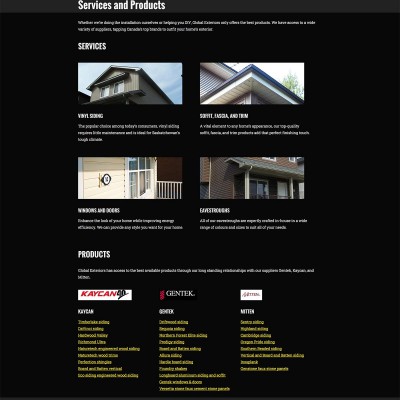 Services and Products
Whether we're doing the installation ourselves or helping you DIY, Global Exteriors only offers the best products. We have access to a wide
variety of suppliers, tapping Canada's top brands to outfit your home's exterior.
SERVICES
VINYL SIDING
The popular choice among today's consumers, vinyl siding
requires little maintenance and is ideal for Saskatchewan's
tough climate.
SOFFIT, FASCIA, AND TRIM
A vital element to any home's appearance, our top-quality
soffit, fascia, and trim products add that perfect finishing touch.
WINDOWS AND DOORS
Enhance the look of your home while improving energy
efficiency. We can provide any style you want for your home
EAVESTROUGHS
All of our eavestroughs are expertly crafted in-house in a wide
range of colours and sizes to suit all of your needs.
PRODUCTS
Global Exteriors has access to the best available products through our long standing relationships with our suppliers Gentek, Kaycan, and
Mitten.
KAYCAN
GENTEK.
MITTEN
KAYCAN
Timberlake siding
DaVinci siding
Hardwood Valley
Richmond Ultra
Naturetech engineered wood siding
Naturetech wood trims
Perfection shingles
Board and Batten vertical
Eco siding engineered wood siding
GENTEK
Driftwood siding
Sequoia siding
Northern Forest Elite siding
Prodigy siding
Board and Batten siding
Allura siding
Hardie board siding
Foundry shakes
Longboard aluminum siding and soffit
Gentek windows & doors
Versetta stone faux cement stone panels
MITTEN
Sentry siding
Highland siding
Cambridge siding
Oregon Pride siding
Southern Beaded siding
Vertical and Board and Batten siding
Insulplank
Genstone faux stone panels